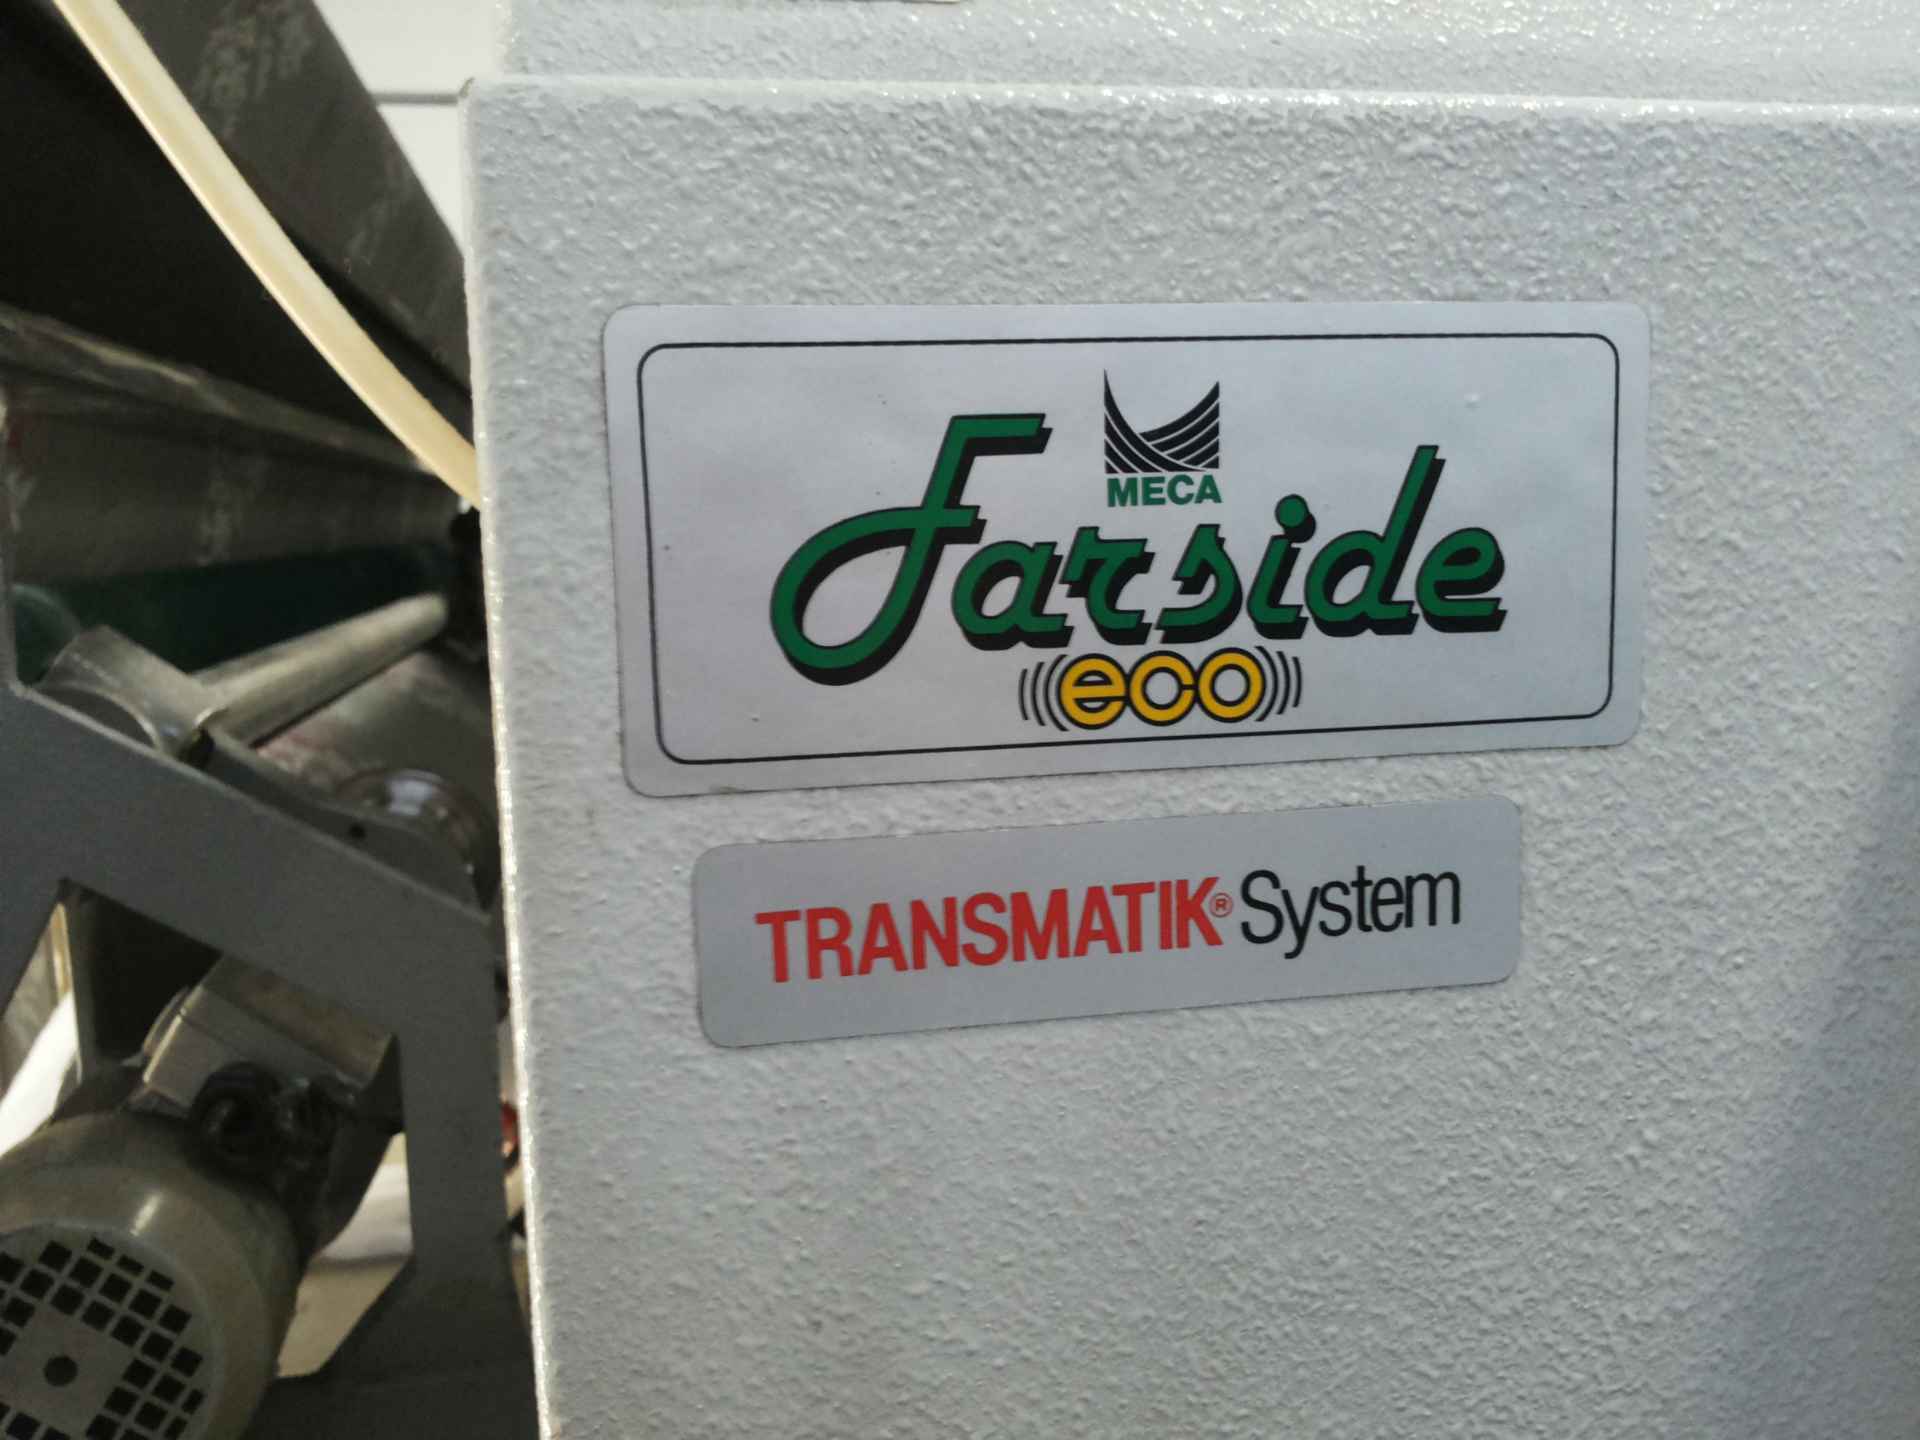 MECA
Farside
eco
TRANSMATIK® System